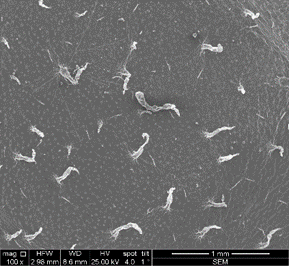 mag HFW WD HV spot tilt 1 mm
100 x 2.98 mm 8.6 mm 25.00 kV 4.0 1 ° SEM